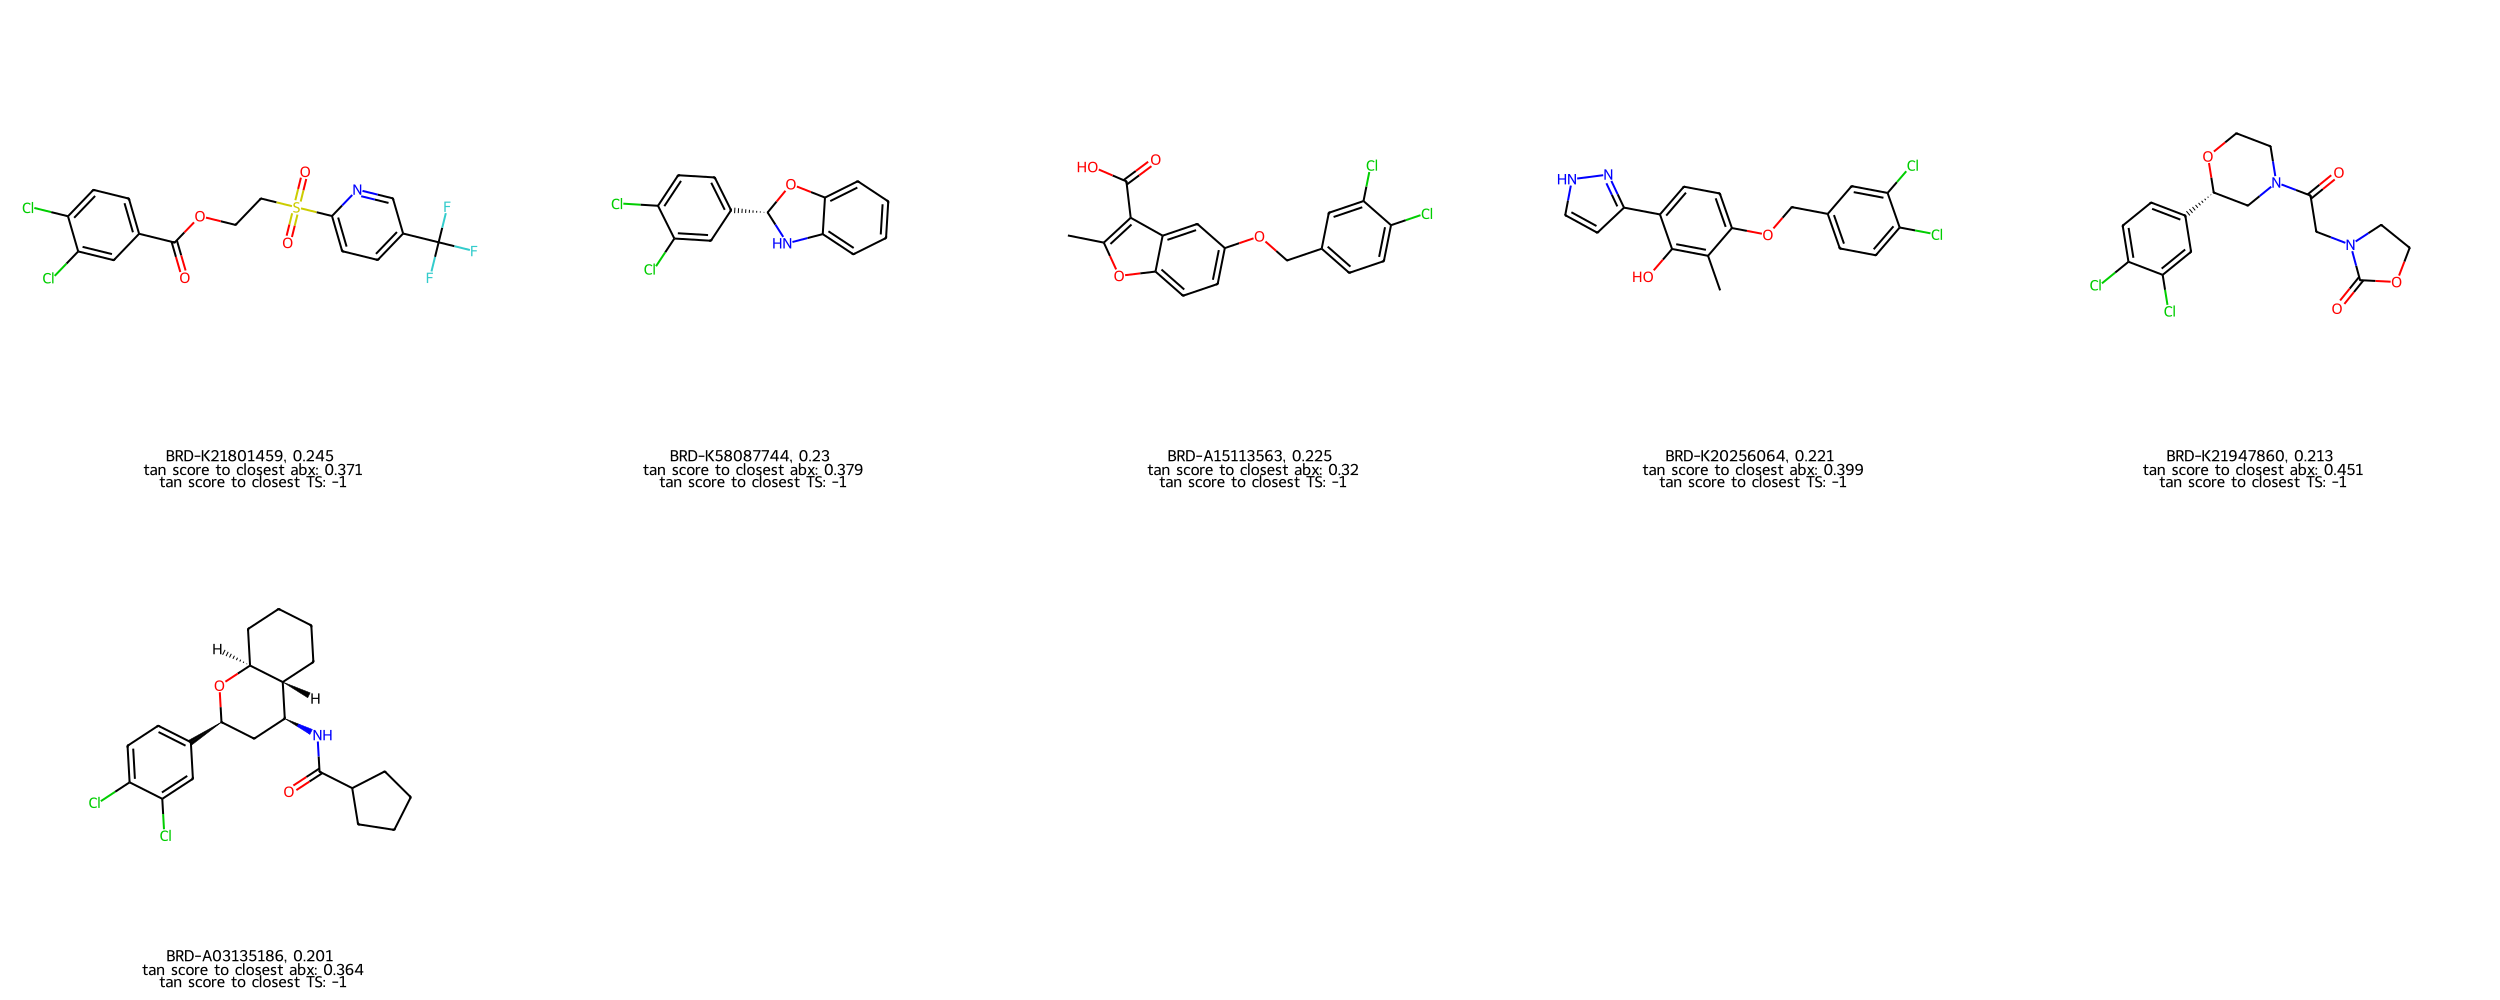 Cl
Cl
O
O
S
O
O
N
F
F
F
BRD-K21801459, 0.245
tan score to closest abx: 0.371
tan score to closest TS: -1
Cl
Cl
O
HN
BRD-K58087744, 0.23
tan score to closest abx: 0.379
tan score to closest TS: -1
HO
O
O
O
Cl
Cl
BRD-A15113563, 0.225
tan score to closest abx: 0.32
tan score to closest TS: -1
HN
N
HO
O
Cl
Cl
BRD-K20256064, 0.221
tan score to closest abx: 0.399
tan score to closest TS: -1
O
N
O
N
O
O
Cl
Cl
BRD-K21947860, 0.213
tan score to closest abx: 0.451
tan score to closest TS: -1
H
O
H
NH
O
Cl
Cl
BRD-A03135186, 0.201
tan score to closest abx: 0.364
tan score to closest TS: -1